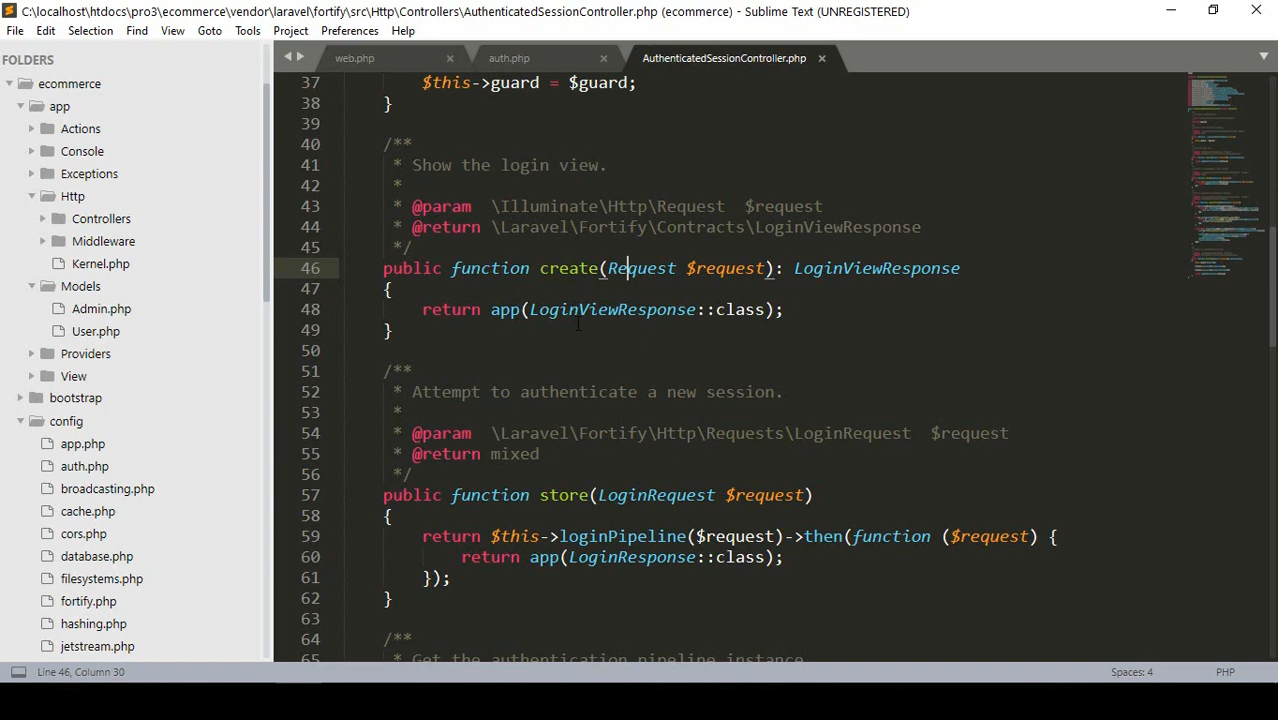 C:\localhost\htdocs\pro3\ecommerce\vendor\laravel\fortify\src\Http\Controllers\AuthenticatedSessionController.php (ecommerce) - Sublime Text (UNREGISTERED)
File Edit Selection Find View Goto Tools Project Preferences Help
FOLDERS
ecommerce
app
Actions
Console
Exceptions
Http
Controllers
Middleware
Kernel.php
Models
Admin.php
User.php
Providers
View
bootstrap
config
app.php
auth.php
broadcasting.php
cache.php
cors.php
database.php
filesystems.php
fortify.php
hashing.php
jetstream.php
web.php auth.php AuthenticatedSessionController.php
37 $this->guard = $guard;
38 }
39
40 /**
41 * Show the login view.
42 *
43 * @param \Illuminate\Http\Request $request
44 * @return \Laravel\Fortify\Contracts\LoginViewResponse
45 */
46 public function create(Request $request): LoginViewResponse
47 {
48 return app(LoginViewResponse::class);
49 }
50
51 /**
52 * Attempt to authenticate a new session.
53 *
54 * @param \Laravel\Fortify\Http\Requests\LoginRequest $request
55 * @return mixed
56 */
57 public function store(LoginRequest $request)
58 {
59 return $this->loginPipeline($request)->then(function ($request) {
60 return app(LoginResponse::class);
61 });
62 }
63
64 /**
65 * Get the authentication pipeline instance
Line 46, Column 30 Spaces: 4 PHP